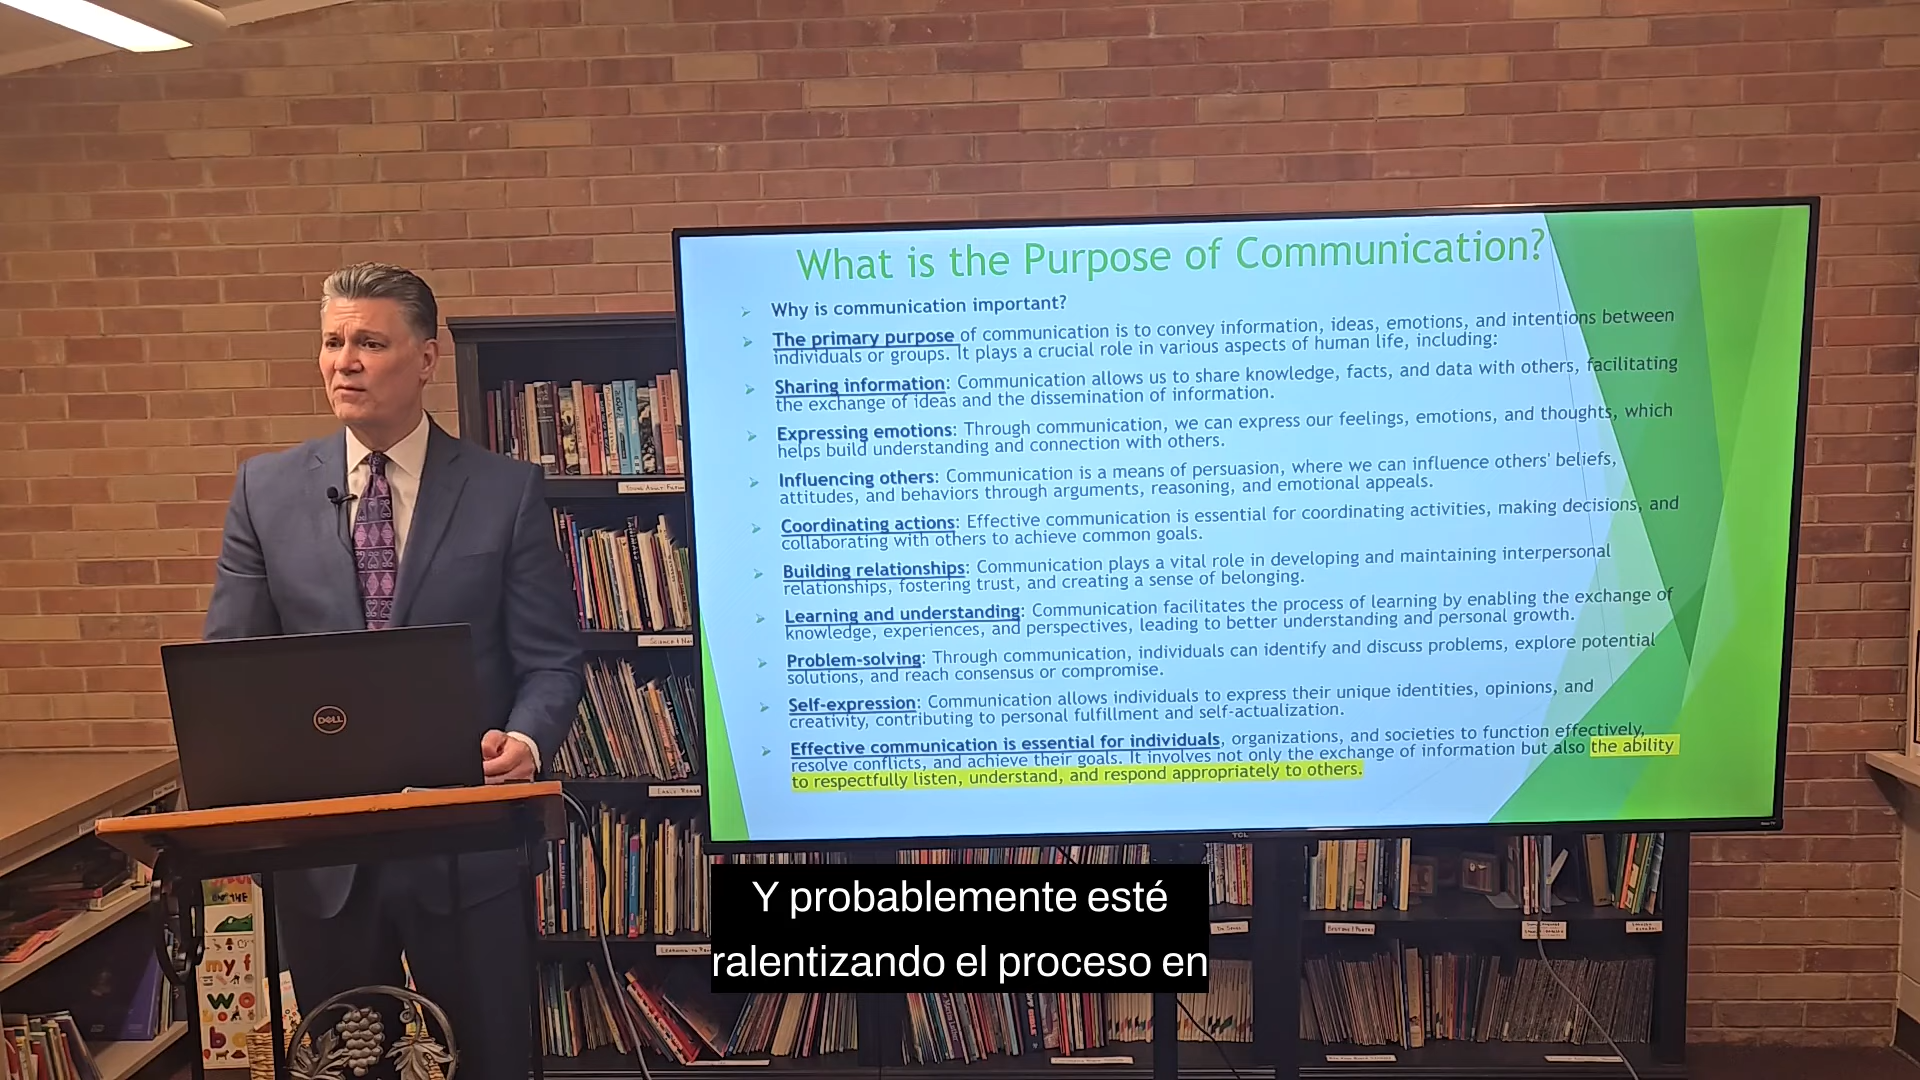 What is the Purpose of Communication?
Why is communication important?
The primary purpose of communication is to convey information, ideas, emotions, and intentions between
individuals or groups. It plays a crucial role in various aspects of human life, including:
Sharing information: Communication allows us to share knowledge, facts, and data with others, facilitating
the exchange of ideas and the dissemination of information.
Expressing emotions: Through communication, we can express our feelings, emotions, and thoughts, which
helps build understanding and connection with others.
Influencing others: Communication is a means of persuasion, where we can influence others' beliefs,
attitudes, and behaviors through arguments, reasoning, and emotional appeals.
Coordinating actions: Effective communication is essential for coordinating activities, making decisions, and
collaborating with others to achieve common goals.
Building relationships: Communication plays a vital role in developing and maintaining interpersonal
relationships, fostering trust, and creating a sense of belonging.
Learning and understanding: Communication facilitates the process of learning by enabling the exchange of
knowledge, experiences, and perspectives, leading to better understanding and personal growth.
Problem-solving: Through communication, individuals can identify and discuss problems, explore potential
solutions, and reach consensus or compromise.
Self-expression: Communication allows individuals to express their unique identities, opinions, and
creativity, contributing to personal fulfillment and self-actualization.
Effective communication is essential for individuals, organizations, and societies to function effectively,
resolve conflicts, and achieve their goals. It involves not only the exchange of information but also the ability
to respectfully listen, understand, and respond appropriately to others.
TCL
DELL
Y probablemente esté
ralentizando el proceso en
my f
wo